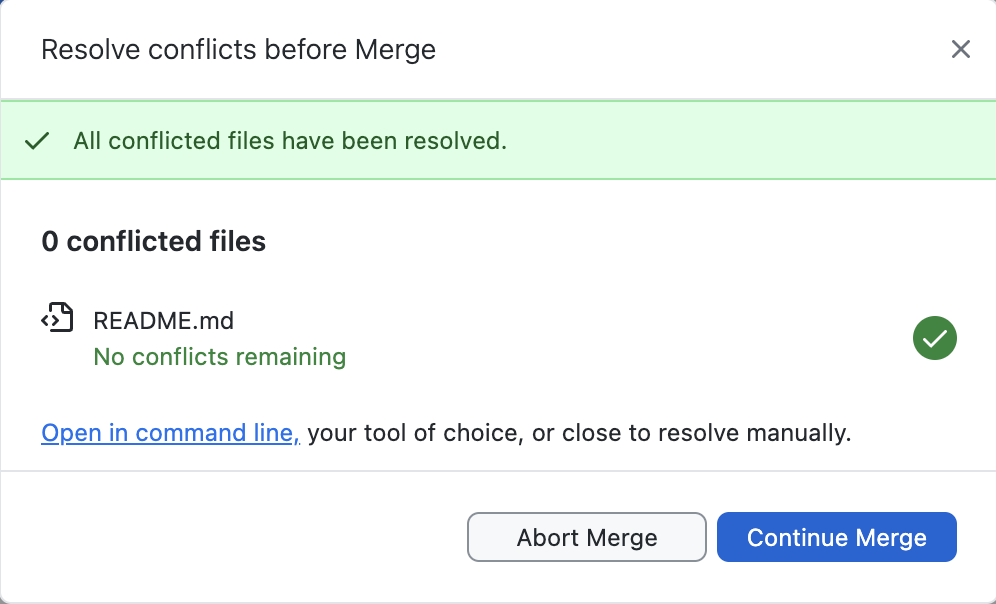 Resolve conflicts before Merge
All conflicted files have been resolved.
0 conflicted files
README.md
No conflicts remaining
Open in command line, your tool of choice, or close to resolve manually.
Abort Merge
Continue Merge